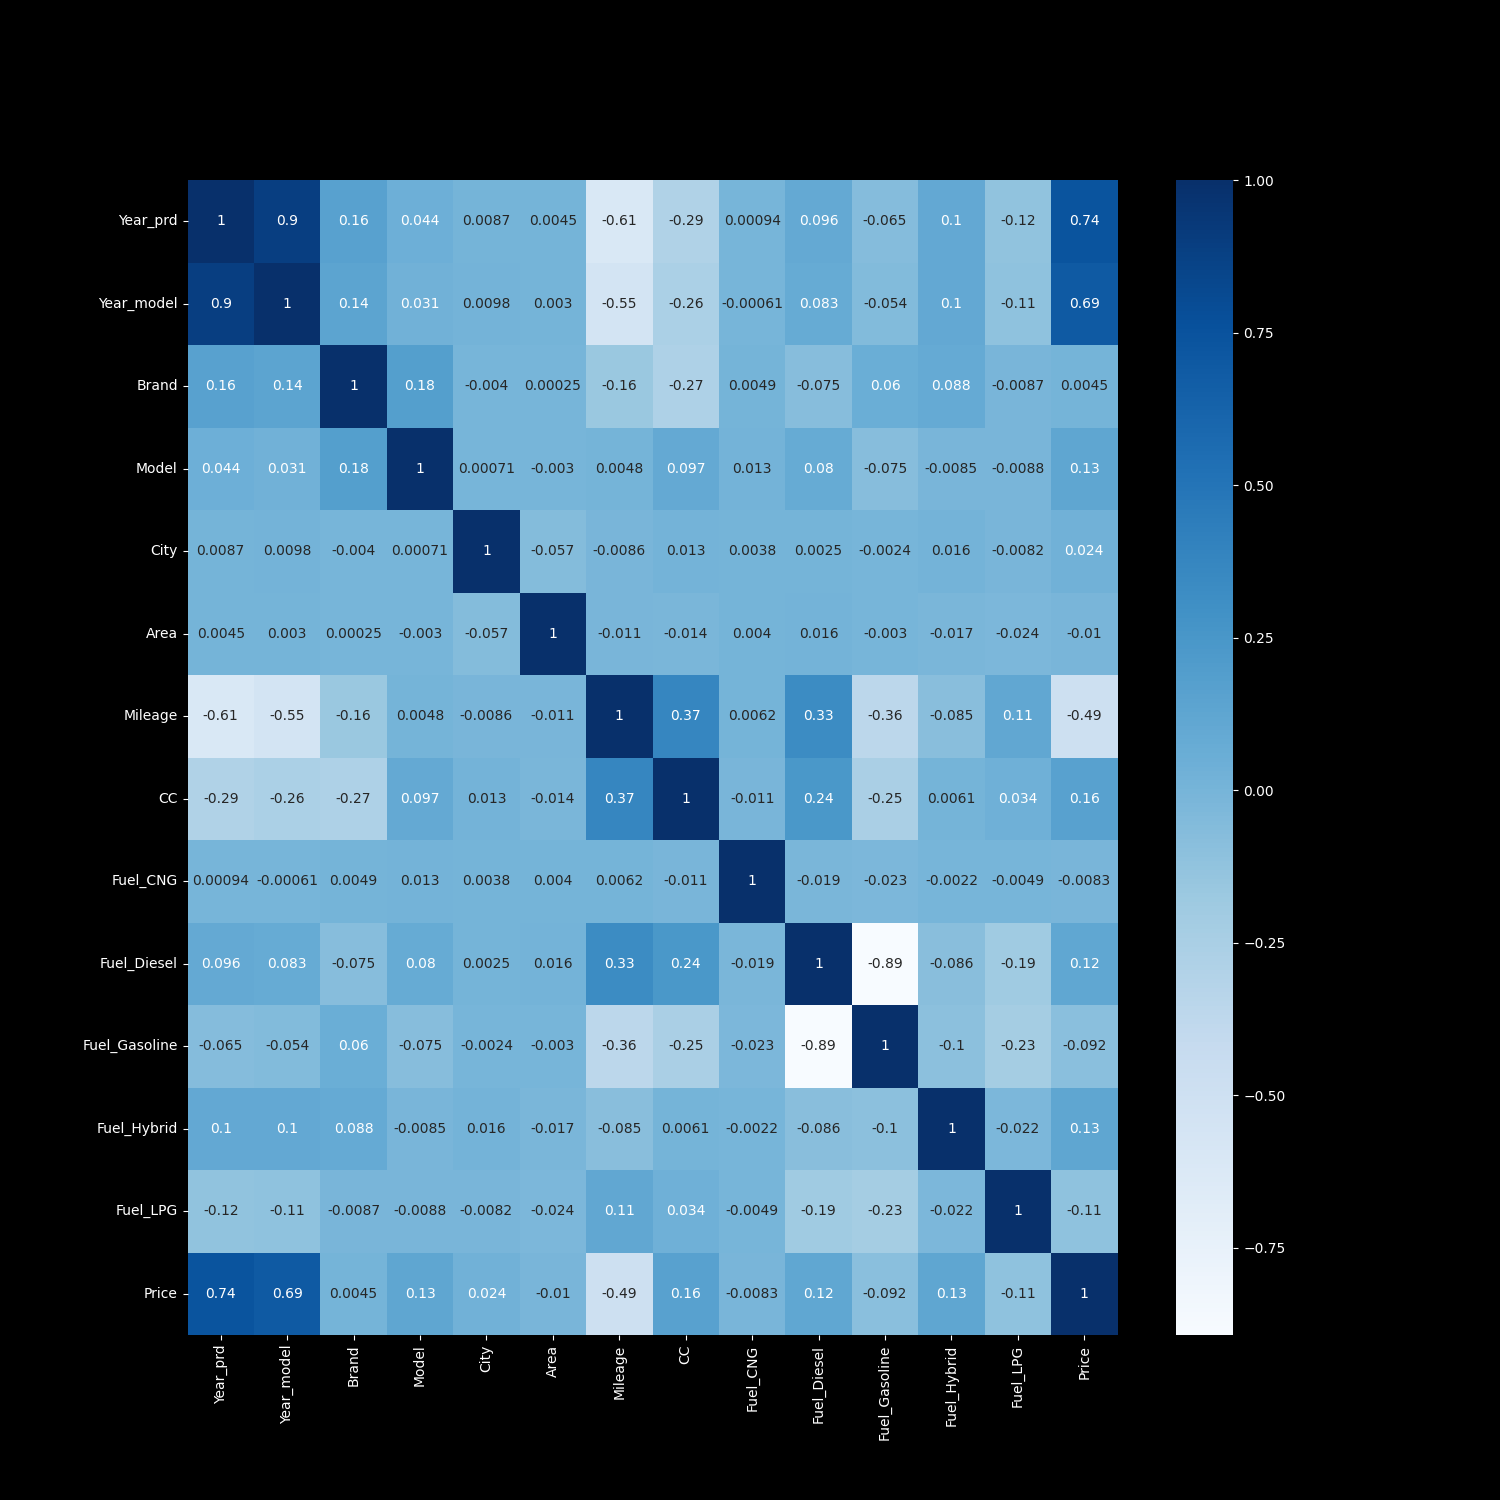 Year_prd 1 0.9 0.16 0.044 0.0087 0.0045 -0.61 -0.29 0.00094 0.096 -0.065 0.1 -0.12 0.74
Year_model 0.9 1 0.14 0.031 0.0098 0.003 -0.55 -0.26 -0.00061 0.083 -0.054 0.1 -0.11 0.69
Brand 0.16 0.14 1 0.18 -0.004 0.00025 -0.16 -0.27 0.0049 -0.075 0.06 0.088 -0.0087 0.0045
Model 0.044 0.031 0.18 1 0.00071 -0.003 0.0048 0.097 0.013 0.08 -0.075 -0.0085 -0.0088 0.13
City 0.0087 0.0098 -0.004 0.00071 1 -0.057 -0.0086 0.013 0.0038 0.0025 -0.0024 0.016 -0.0082 0.024
Area 0.0045 0.003 0.00025 -0.003 -0.057 1 -0.011 -0.014 0.004 0.016 -0.003 -0.017 -0.024 -0.01
Mileage -0.61 -0.55 -0.16 0.0048 -0.0086 -0.011 1 0.37 0.0062 0.33 -0.36 -0.085 0.11 -0.49
CC -0.29 -0.26 -0.27 0.097 0.013 -0.014 0.37 1 -0.011 0.24 -0.25 0.0061 0.034 0.16
Fuel_CNG 0.00094 -0.00061 0.0049 0.013 0.0038 0.004 0.0062 -0.011 1 -0.019 -0.023 -0.0022 -0.0049 -0.0083
Fuel_Diesel 0.096 0.083 -0.075 0.08 0.0025 0.016 0.33 0.24 -0.019 1 -0.89 -0.086 -0.19 0.12
Fuel_Gasoline -0.065 -0.054 0.06 -0.075 -0.0024 -0.003 -0.36 -0.25 -0.023 -0.89 1 -0.1 -0.23 -0.092
Fuel_Hybrid 0.1 0.1 0.088 -0.0085 0.016 -0.017 -0.085 0.0061 -0.0022 -0.086 -0.1 1 -0.022 0.13
Fuel_LPG -0.12 -0.11 -0.0087 -0.0088 -0.0082 -0.024 0.11 0.034 -0.0049 -0.19 -0.23 -0.022 1 -0.11
Price 0.74 0.69 0.0045 0.13 0.024 -0.01 -0.49 0.16 -0.0083 0.12 -0.092 0.13 -0.11 1
Year_prd Year_model Brand Model City Area Mileage CC Fuel_CNG Fuel_Diesel Fuel_Gasoline Fuel_Hybrid Fuel_LPG Price
1.00
0.75
0.50
0.25
0.00
−0.25
−0.50
−0.75